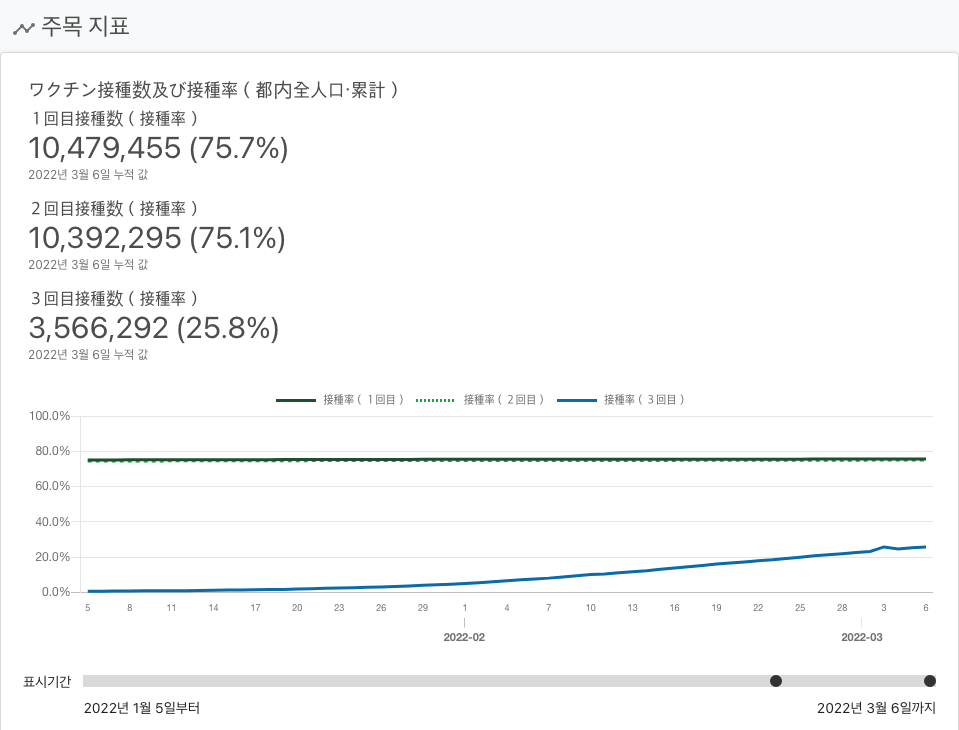 주목 지표
ワクチン接種数及び接種率（都内全人口·累計）
１回目接種数（接種率）
10,479,455 (75.7%)
2022년 3월 6일 누적 값
２回目接種数（接種率）
10,392,295 (75.1%)
2022년 3월 6일 누적 값
３回目接種数（接種率）
3,566,292 (25.8%)
2022년 3월 6일 누적 값
接種率（１回目） 接種率（２回目） 接種率（３回目）
100.0%
80.0%
60.0%
40.0%
20.0%
0.0%
5 8 11 14 17 20 23 26 29 1 4 7 10 13 16 19 22 25 28 3 6
2022-02 2022-03
표시기간
2022년 1월 5일부터 2022년 3월 6일까지